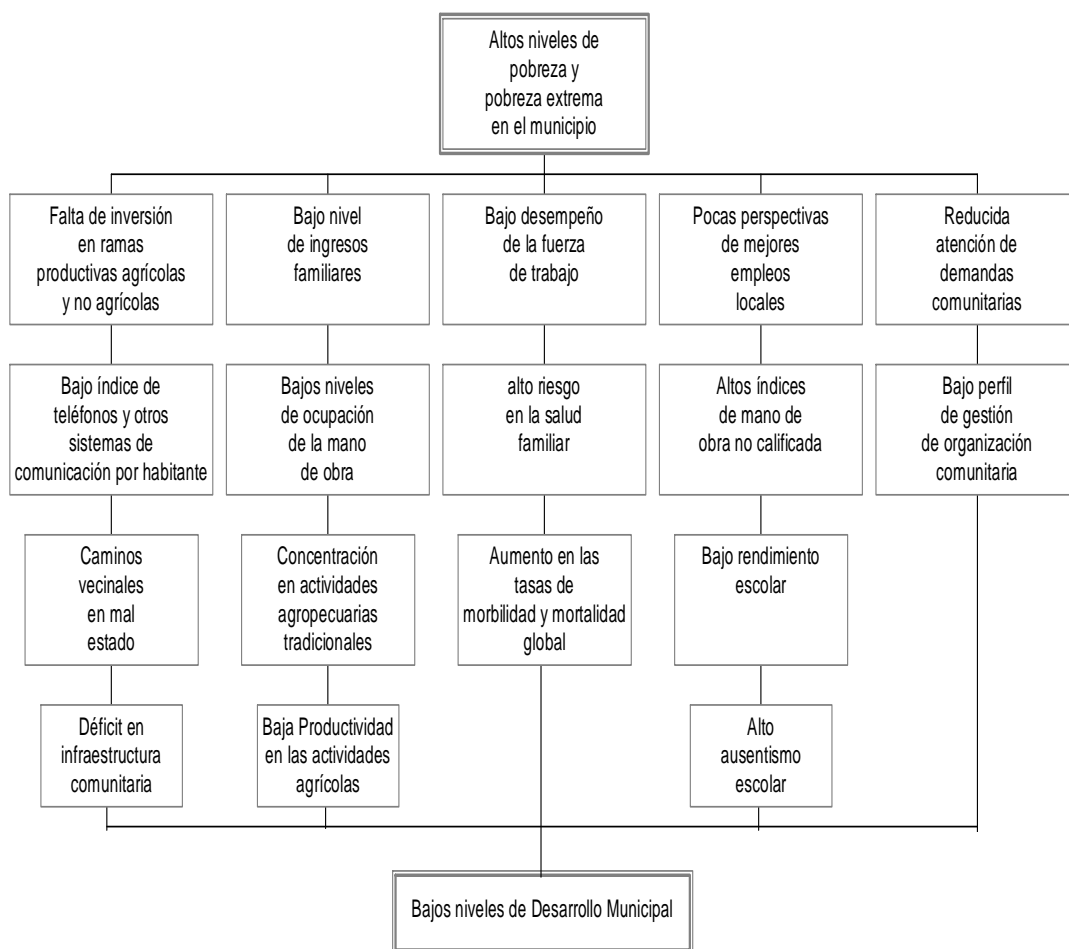 Altos niveles de
pobreza y
pobreza extrema
en el municipio
Falta de inversión
en ramas
productivas agrícolas
y no agrícolas
Bajo nivel
de ingresos
familiares
Bajo desempeño
de la fuerza
de trabajo
Pocas perspectivas
de mejores
empleos
locales
Reducida
atención de
demandas
comunitarias
Bajo índice de
teléfonos y otros
sistemas de
comunicación por habitante
Bajos niveles
de ocupación
de la mano
de obra
alto riesgo
en la salud
familiar
Altos índices
de mano de
obra no calificada
Bajo perfil
de gestión
de organización
comunitaria
Caminos
vecinales
en mal
estado
Concentración
en actividades
agropecuarias
tradicionales
Aumento en las
tasas de
morbilidad y mortalidad
global
Bajo rendimiento
escolar
Déficit en
infraestructura
comunitaria
Baja Productividad
en las actividades
agrícolas
Alto
ausentismo
escolar
Bajos niveles de Desarrollo Municipal